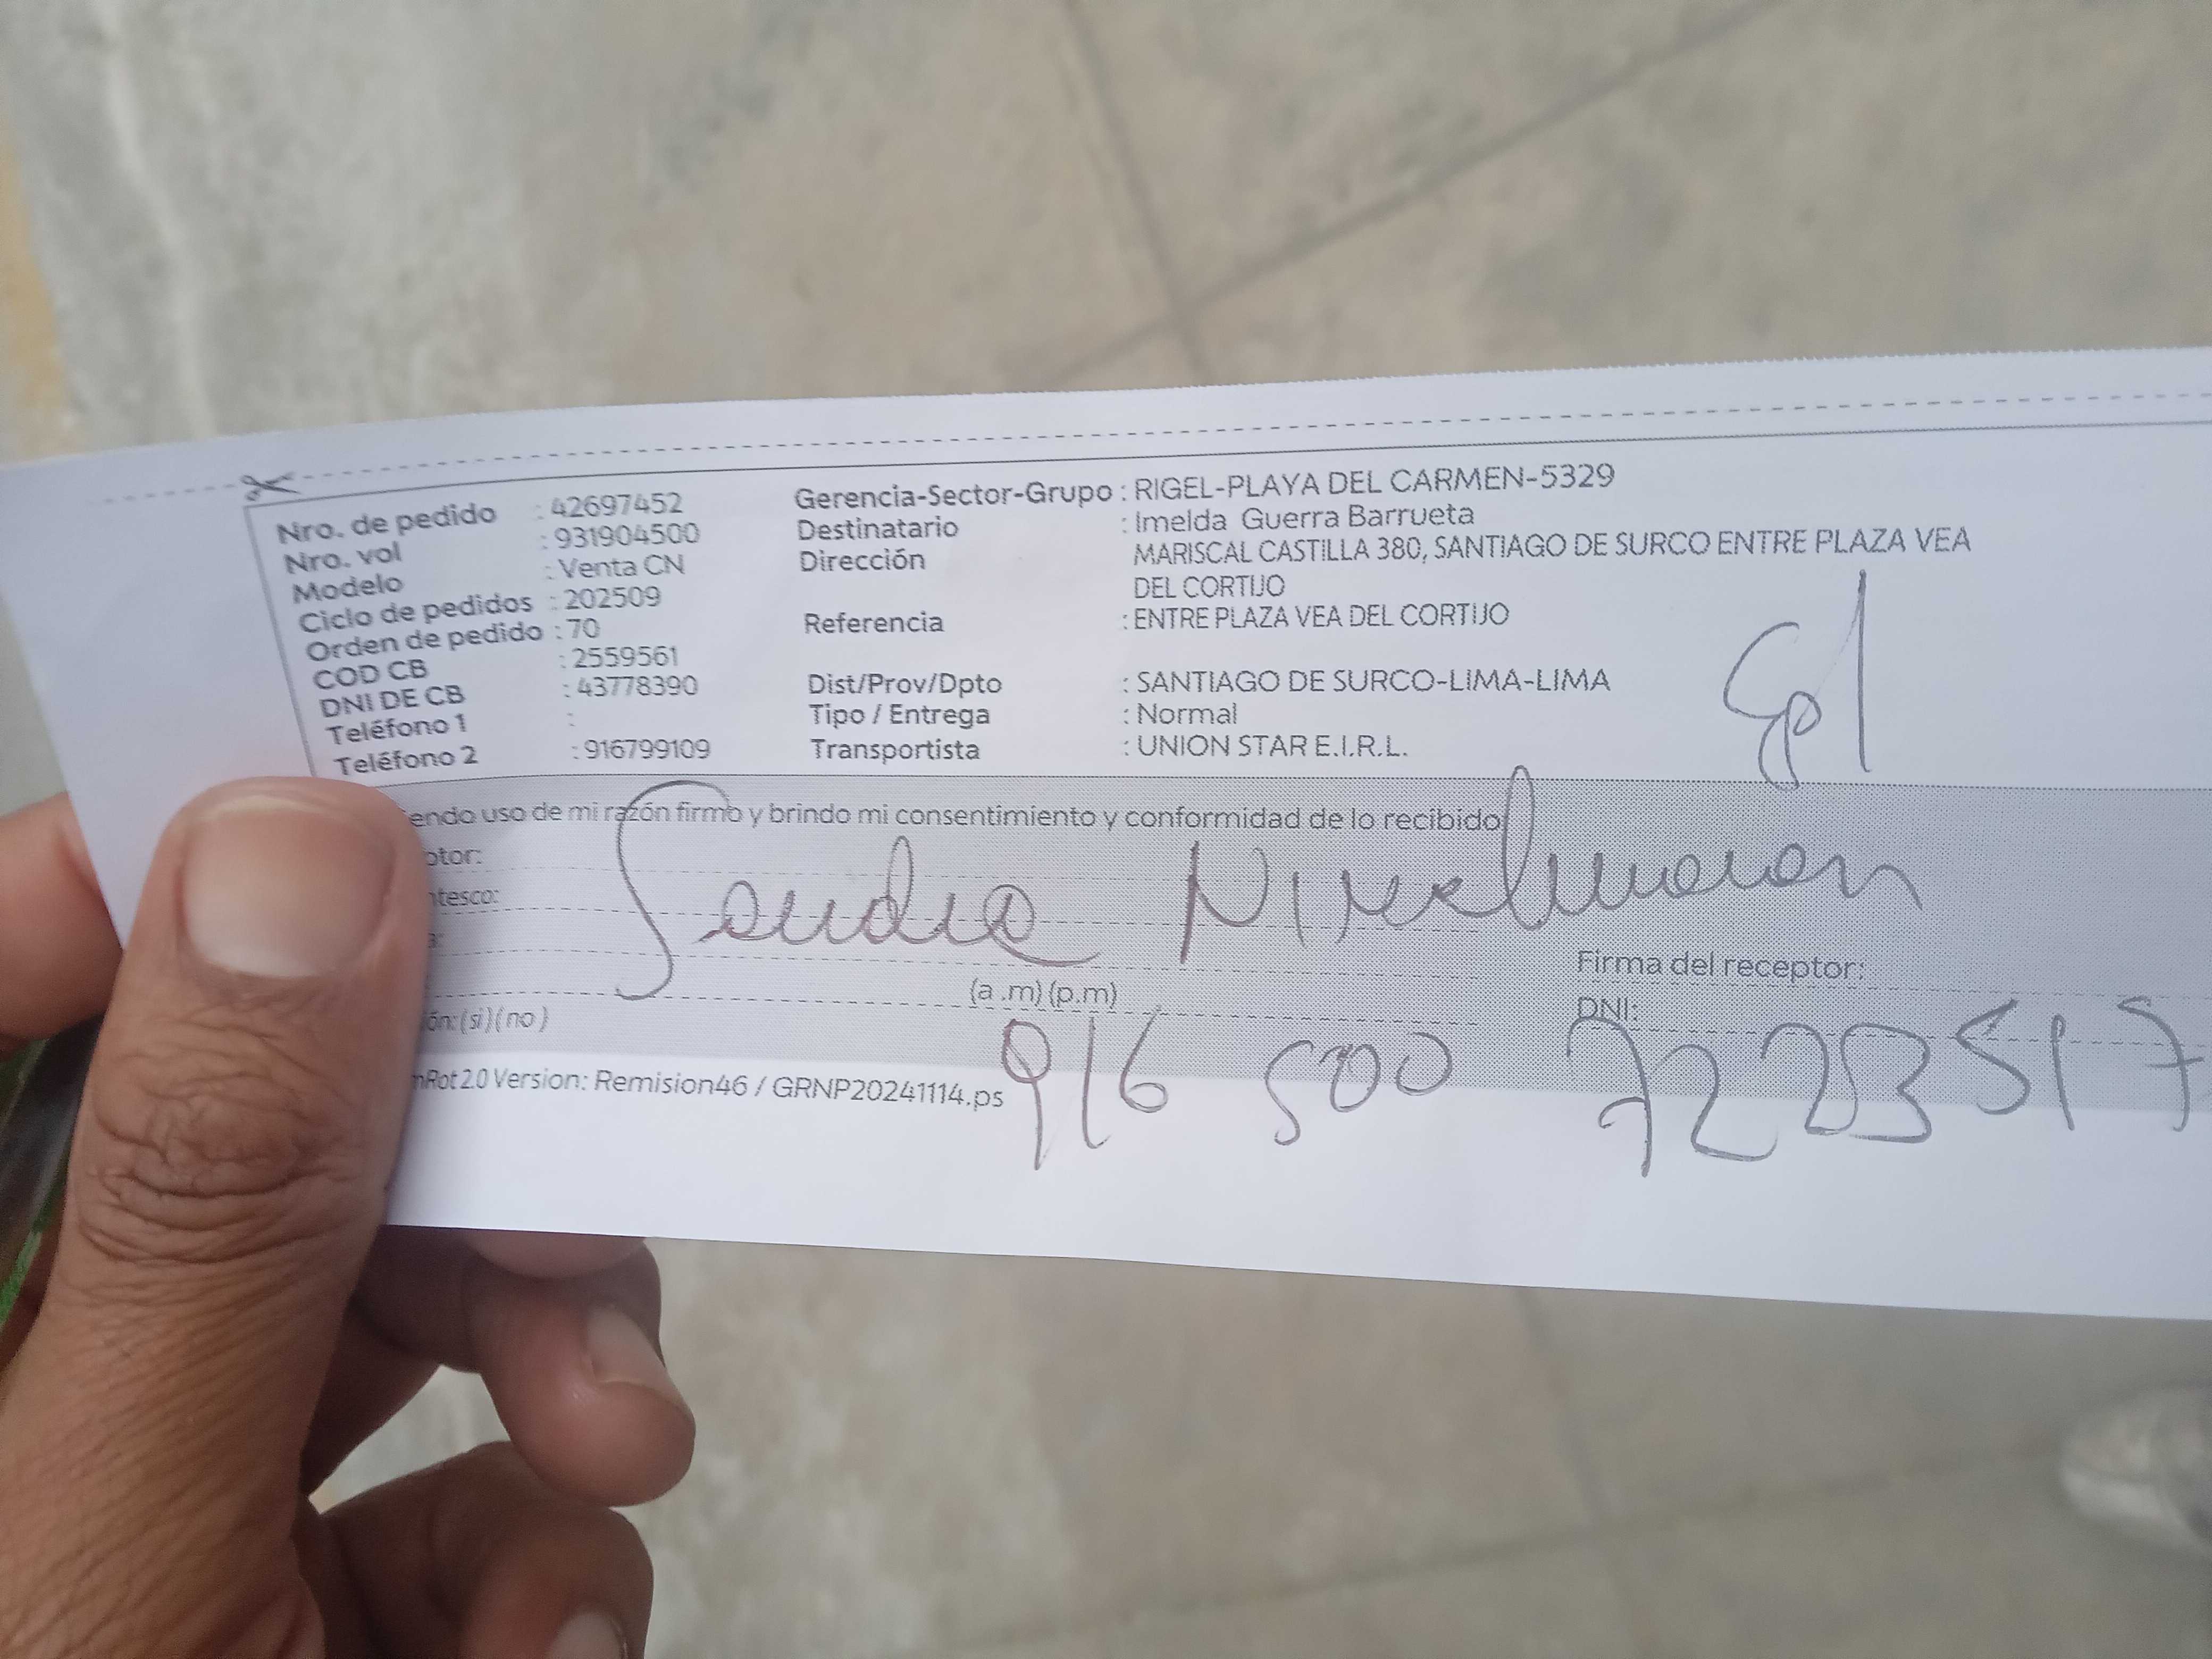 Nro. de pedido : 42697452
Nro. vol : 931904500
Modelo : Venta CN
Ciclo de pedidos : 202509
Orden de pedido : 70
COD CB : 2559561
DNI DE CB : 43778390
Teléfono 1 :
Teléfono 2 : 916799109
Gerencia-Sector-Grupo : RIGEL-PLAYA DEL CARMEN-5329
Destinatario : Imelda Guerra Barrueta
Dirección MARISCAL CASTILLA 380, SANTIAGO DE SURCO ENTRE PLAZA VEA
DEL CORTIJO
Referencia : ENTRE PLAZA VEA DEL CORTIJO
Dist/Prov/Dpto : SANTIAGO DE SURCO-LIMA-LIMA
Tipo / Entrega : Normal
Transportista : UNION STAR E.I.R.L.
endo uso de mi razón firmo y brindo mi consentimiento y conformidad de lo recibido
ptor:
ntesco:
a:
Sandra
(a .m) (p.m)
ión: (si) (no )
Firma del receptor:
DNI:
916 500 7223517
mRot 2.0 Version: Remision46 / GRNP20241114.ps